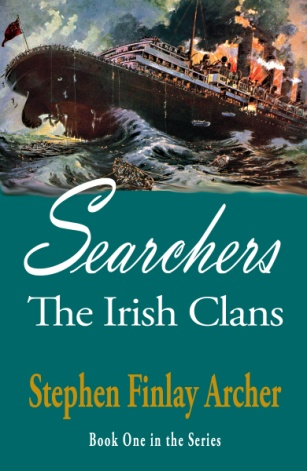 Searchers
The Irish Clans
Stephen Finlay Archer
Book One in the Series